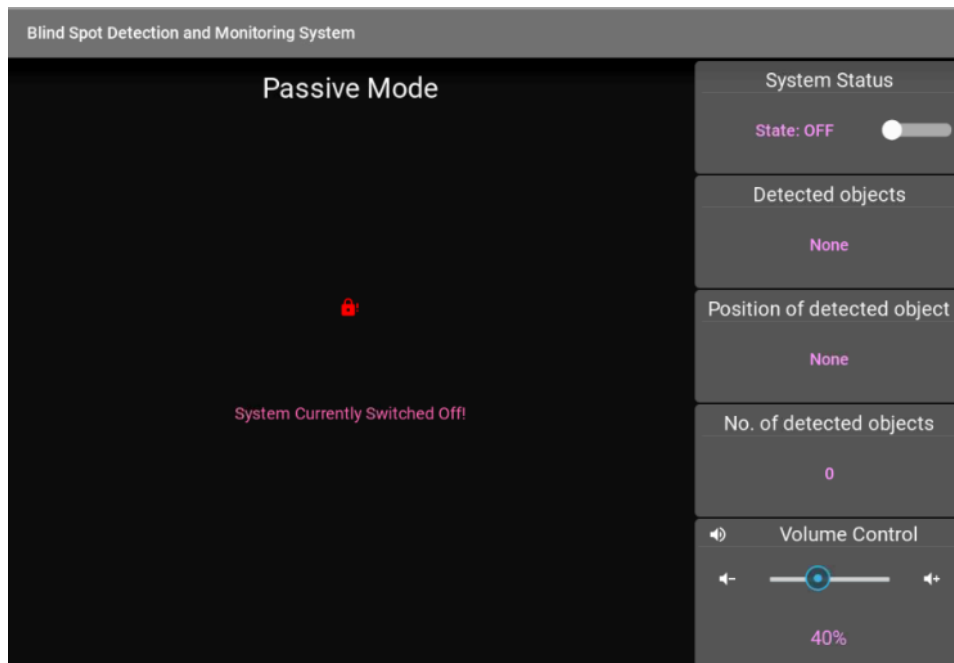 Blind Spot Detection and Monitoring System
Passive Mode
System Currently Switched Off!
System Status
State: OFF
Detected objects
None
Position of detected object
None
No. of detected objects
0
Volume Control
40%